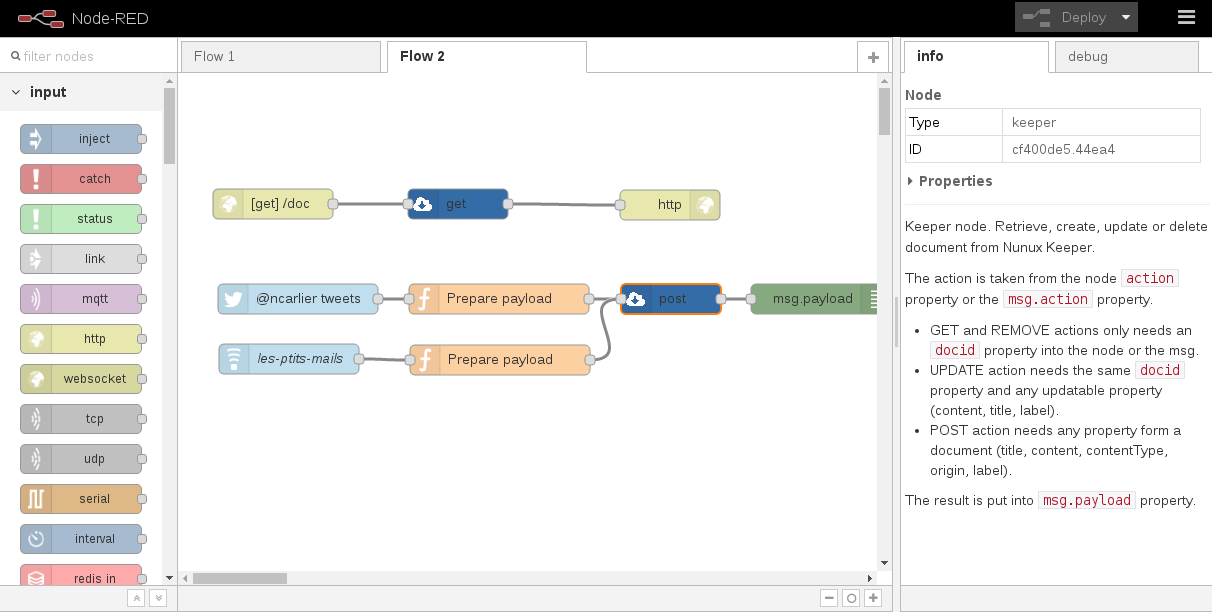 Node-RED
Deploy
filter nodes
Flow 1
Flow 2
info
debug
input
inject
catch
status
link
mqtt
http
websocket
tcp
udp
serial
interval
redis in
[get] /doc
get
http
@ncarlier tweets
Prepare payload
post
msg.payload
les-ptits-mails
Prepare payload
Node
Type keeper
ID cf400de5.44ea4
Properties
Keeper node. Retrieve, create, update or delete
document from Nunux Keeper.
The action is taken from the node action
property or the msg.action property.
• GET and REMOVE actions only needs an
docid property into the node or the msg.
• UPDATE action needs the same docid
property and any updatable property
(content, title, label).
• POST action needs any property form a
document (title, content, contentType,
origin, label).
The result is put into msg.payload property.